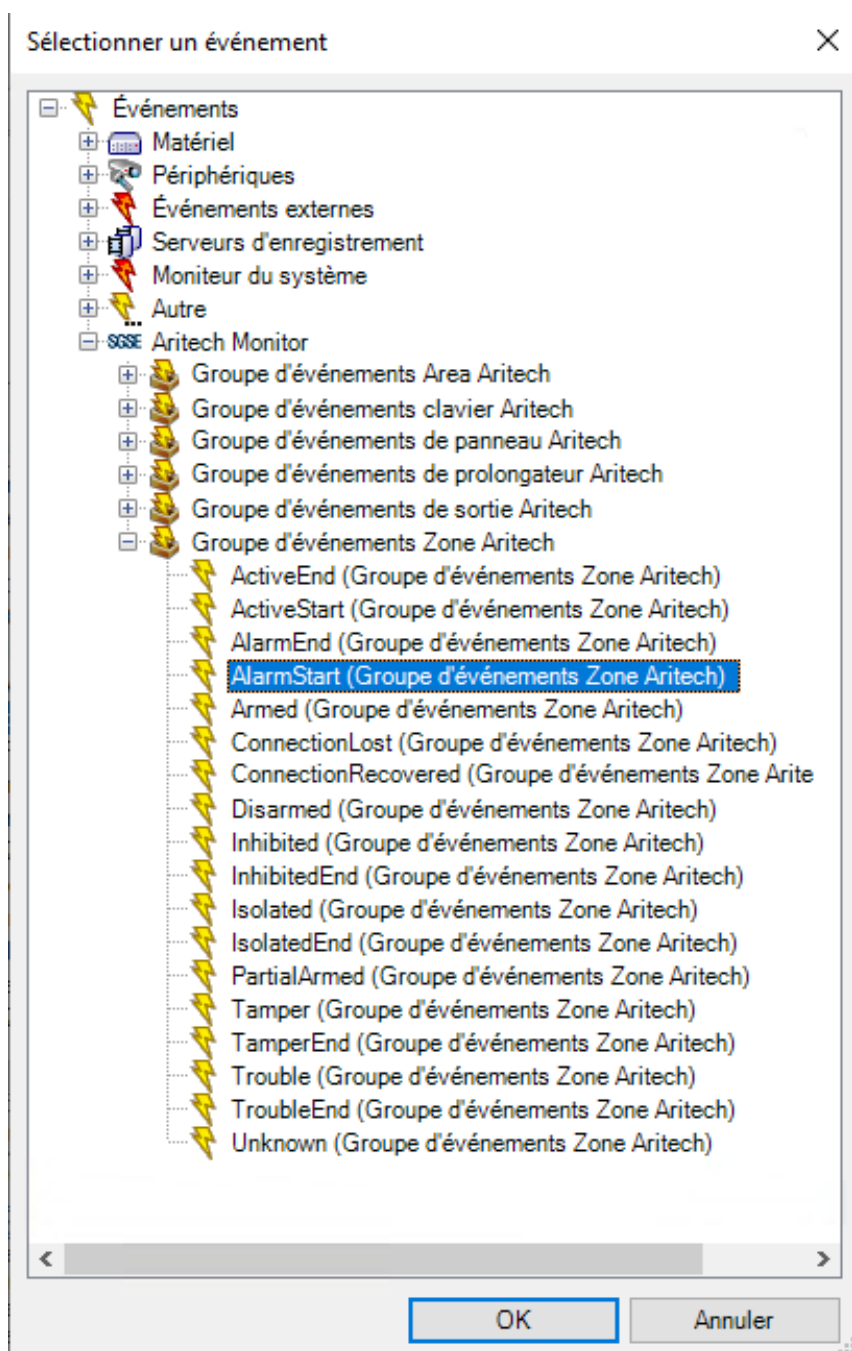 Sélectionner un événement
Événements
Matériel
Périphériques
Événements externes
Serveurs d'enregistrement
Moniteur du système
Autre
SGSE Aritech Monitor
Groupe d'événements Area Aritech
Groupe d'événements clavier Aritech
Groupe d'événements de panneau Aritech
Groupe d'événements de prolongateur Aritech
Groupe d'événements de sortie Aritech
Groupe d'événements Zone Aritech
ActiveEnd (Groupe d'événements Zone Aritech)
ActiveStart (Groupe d'événements Zone Aritech)
AlarmEnd (Groupe d'événements Zone Aritech)
AlarmStart (Groupe d'événements Zone Aritech)
Armed (Groupe d'événements Zone Aritech)
ConnectionLost (Groupe d'événements Zone Aritech)
ConnectionRecovered (Groupe d'événements Zone Arite
Disarmed (Groupe d'événements Zone Aritech)
Inhibited (Groupe d'événements Zone Aritech)
InhibitedEnd (Groupe d'événements Zone Aritech)
Isolated (Groupe d'événements Zone Aritech)
IsolatedEnd (Groupe d'événements Zone Aritech)
PartialArmed (Groupe d'événements Zone Aritech)
Tamper (Groupe d'événements Zone Aritech)
TamperEnd (Groupe d'événements Zone Aritech)
Trouble (Groupe d'événements Zone Aritech)
TroubleEnd (Groupe d'événements Zone Aritech)
Unknown (Groupe d'événements Zone Aritech)
OK Annuler